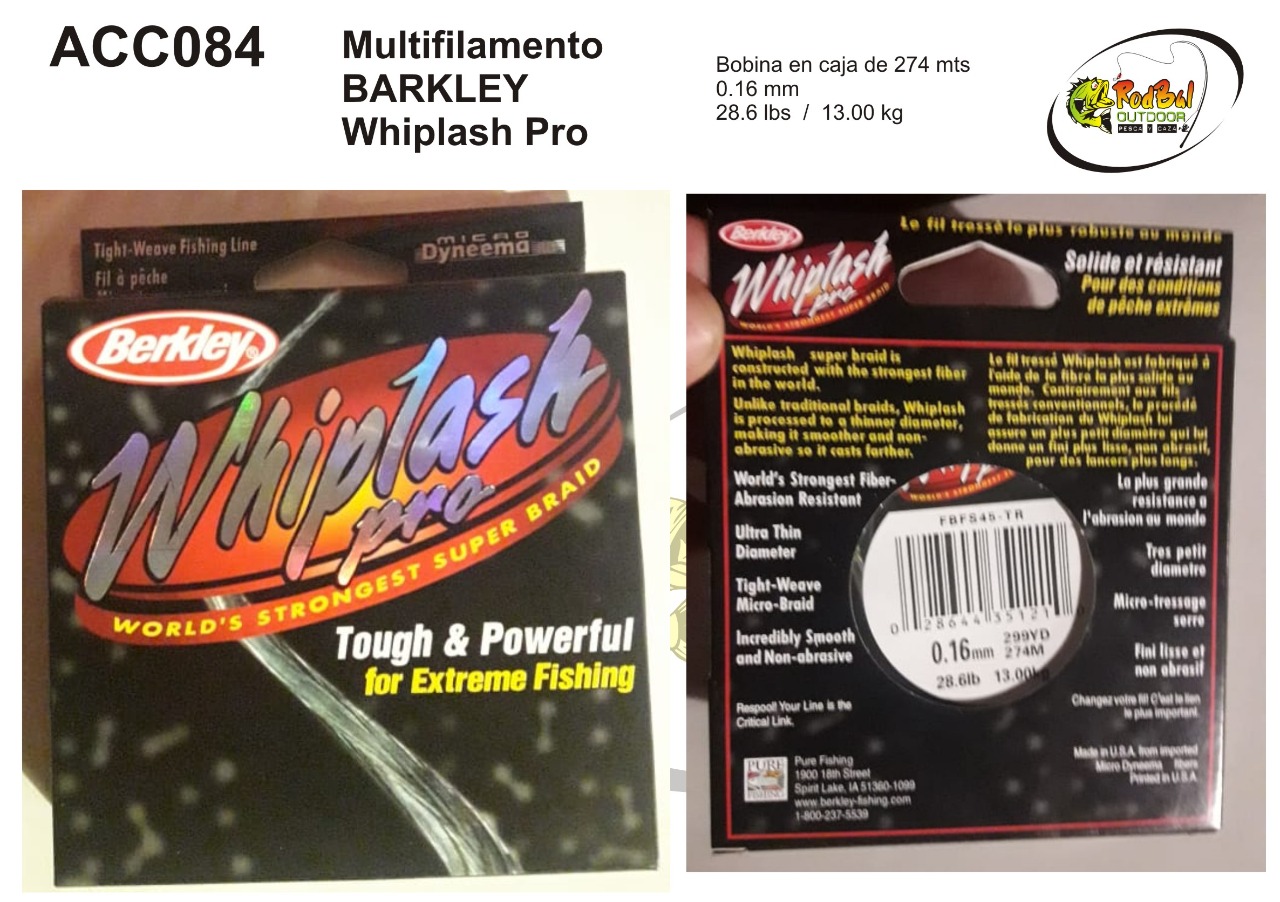 ACC084
Multifilamento
BARKLEY
Whiplash Pro
Bobina en caja de 274 mts
0.16 mm
28.6 lbs / 13.00 kg
RodBul
OUTDOOR
PESCA Y CAZA
Tight-Weave Fishing Line
Fil à pêche
MICRO
Dyneema
Berkley®
Whiplash
pro
WORLD'S STRONGEST SUPER BRAID
Tough & Powerful
for Extreme Fishing
Berkley
Whiplash
pro
WORLD'S STRONGEST SUPER BRAID
Le fil tressé le plus robuste au monde
Solide et résistant
Pour des conditions
de pêche extrêmes
Whiplash super braid is
constructed with the strongest fiber
in the world.
Unlike traditional braids, Whiplash
is processed to a thinner diameter,
making it smoother and non-
abrasive so it casts farther.
Le fil tressé Whiplash est fabriqué à
l'aide de la fibre la plus solide au
monde. Contrairement aux fils
tressés conventionnels, le procédé
de fabrication du Whiplash lui
assure un plus petit diamètre qui lui
donne un fini plus lisse, non abrasif,
pour des lancers plus longs.
World's Strongest Fiber-
Abrasion Resistant
Ultra Thin
Diameter
Tight-Weave
Micro-Braid
Incredibly Smooth
and Non-abrasive
Respool! Your Line is the
Critical Link.
FBFS45-TR
0 28644 35121
0.16mm
299YD
274M
28.6lb 13.00
La plus grande
resistance a
l'abrasion au monde
Tres petit
diametre
Micro-tressage
serre
Fini lisse et
non abrasif
Changez votre fil! C'est le lien
le plus important.
Made in U.S.A. from imported
Micro Dyneema fibers
Printed in U.S.A.
PURE
FISHING
Pure Fishing
1900 18th Street
Spirit Lake, IA 51360-1099
www.berkley-fishing.com
1-800-237-5539